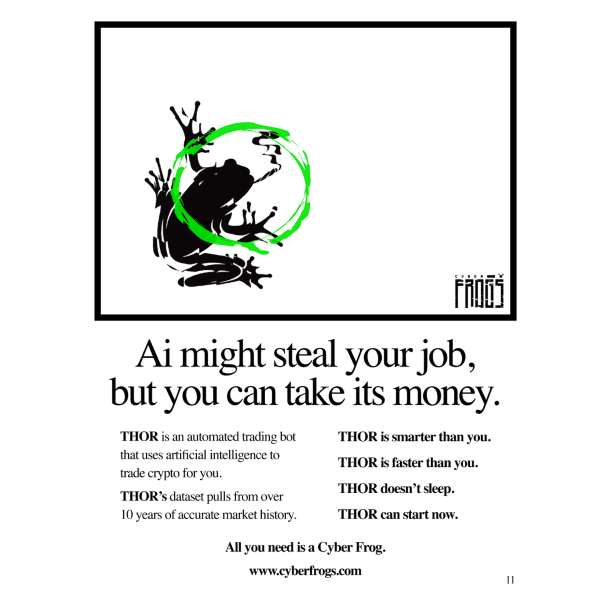 CYBER
FROGS
Ai might steal your job,
but you can take its money.
THOR is an automated trading bot
that uses artificial intelligence to
trade crypto for you.
THOR's dataset pulls from over
10 years of accurate market history.
THOR is smarter than you.
THOR is faster than you.
THOR doesn't sleep.
THOR can start now.
All you need is a Cyber Frog.
www.cyberfrogs.com
11